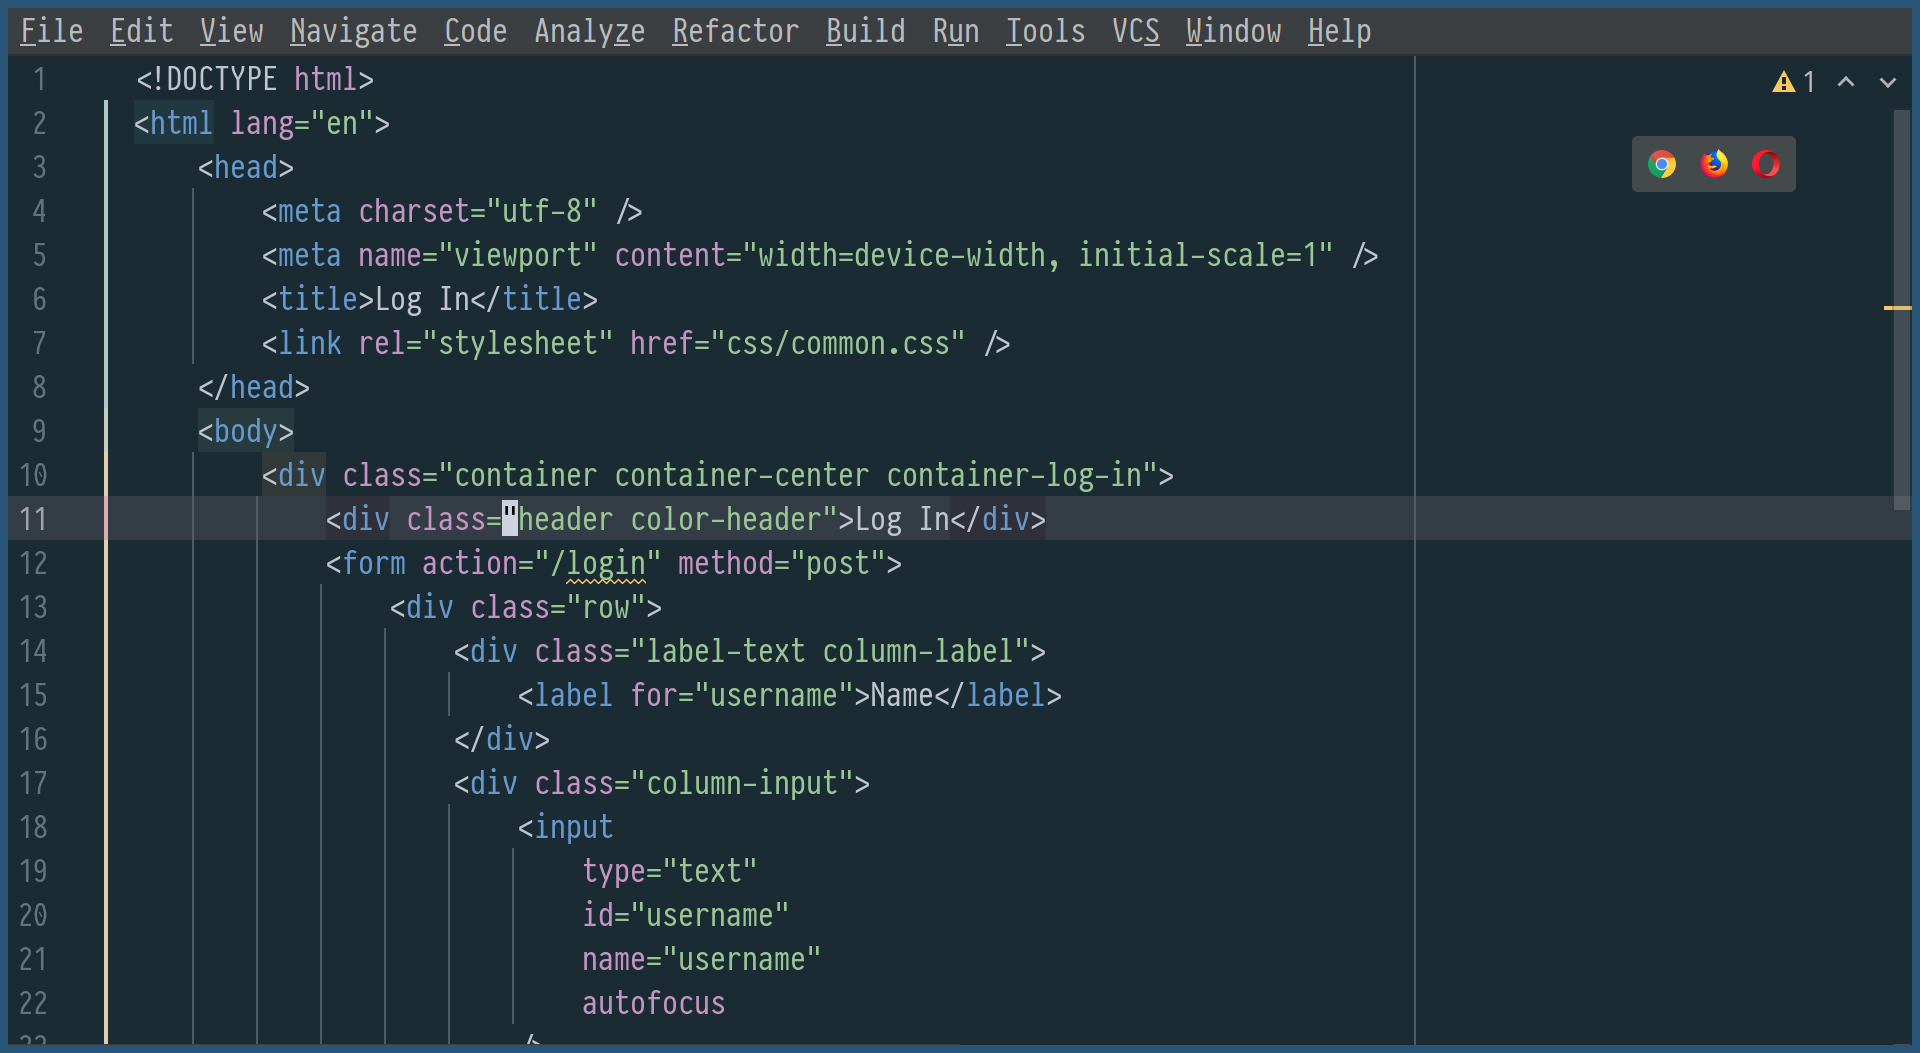 File Edit View Navigate Code Analyze Refactor Build Run Tools VCS Window Help
1 <!DOCTYPE html>
1
2 <html lang="en">
3 <head>
4 <meta charset="utf-8" />
5 <meta name="viewport" content="width=device-width, initial-scale=1" />
6 <title>Log In</title>
7 <link rel="stylesheet" href="css/common.css" />
8 </head>
9 <body>
10 <div class="container container-center container-log-in">
11 <div class="header color-header">Log In</div>
12 <form action="/login" method="post">
13 <div class="row">
14 <div class="label-text column-label">
15 <label for="username">Name</label>
16 </div>
17 <div class="column-input">
18 <input
19 type="text"
20 id="username"
21 name="username"
22 autofocus